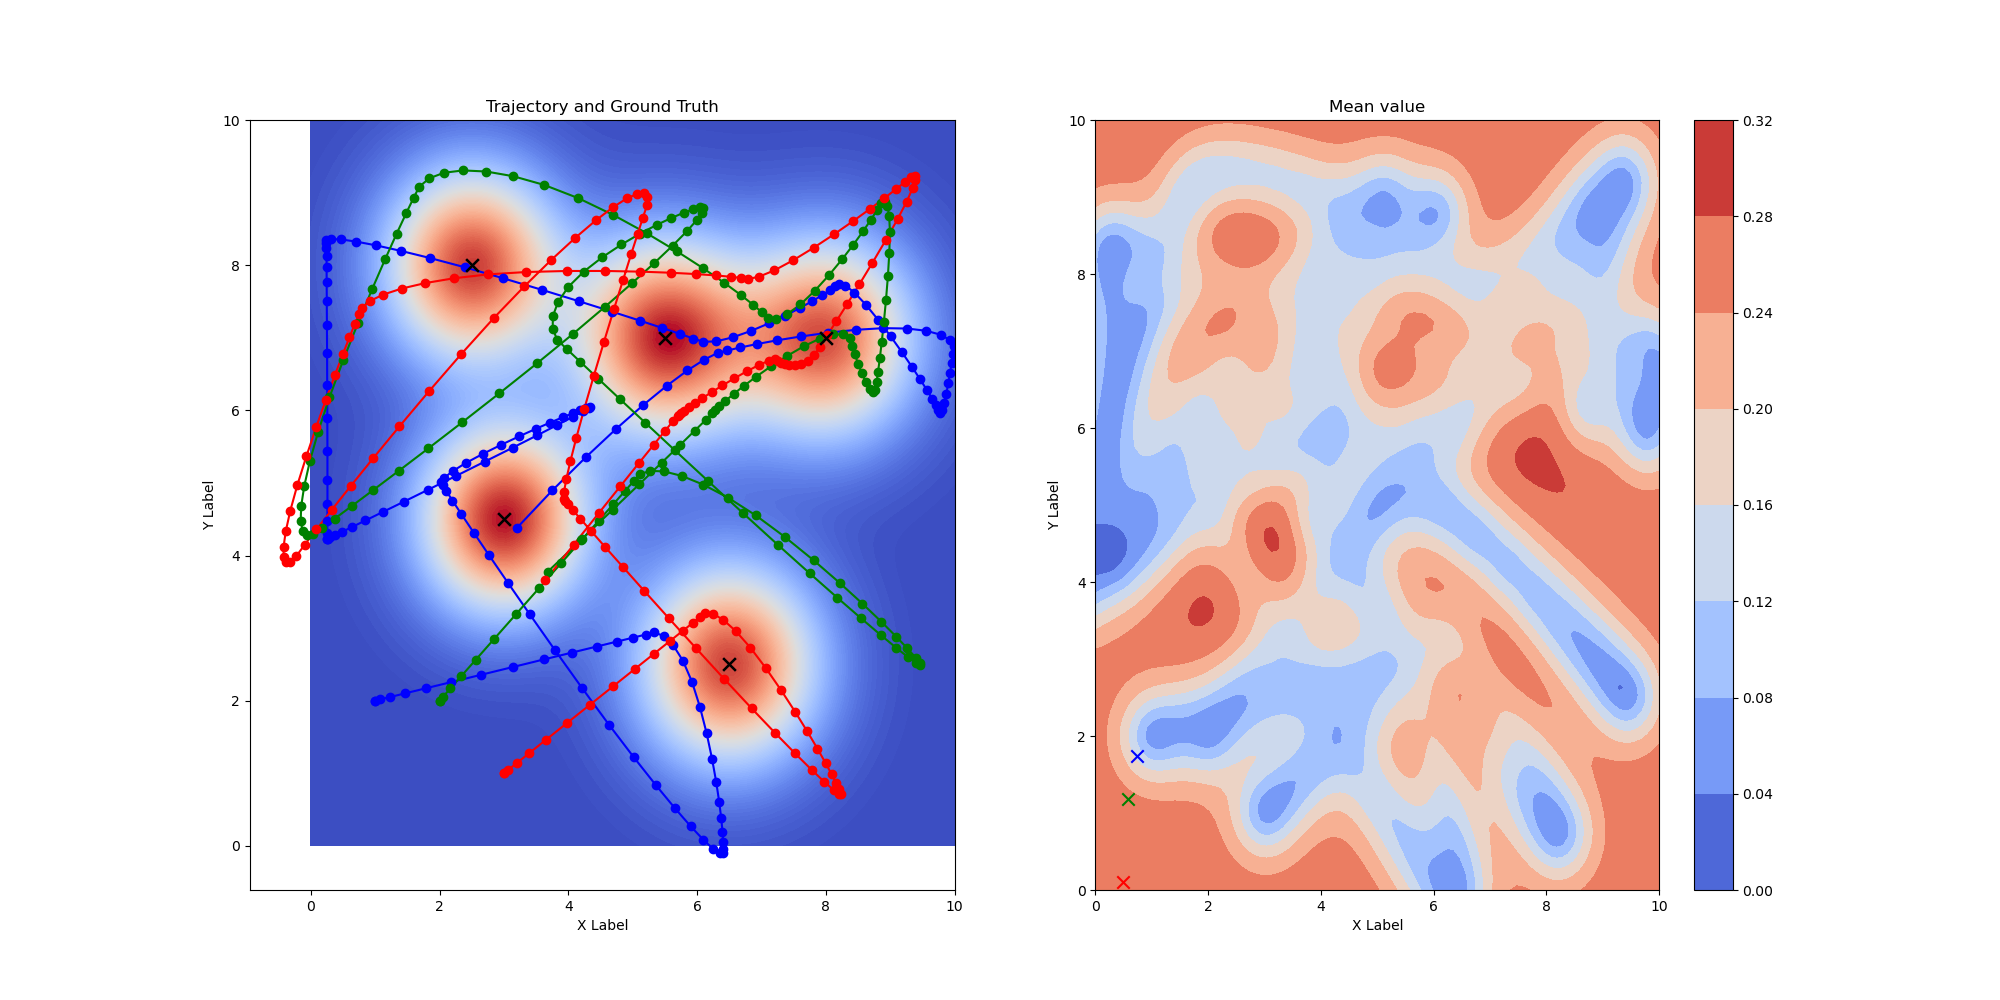 Trajectory and Ground Truth
Y Label
10
8
6
4
2
0
0 2 4 6 8 10
X Label
Mean value
Y Label
10
8
6
4
2
0
0 2 4 6 8 10
X Label
0.32
0.28
0.24
0.20
0.16
0.12
0.08
0.04
0.00